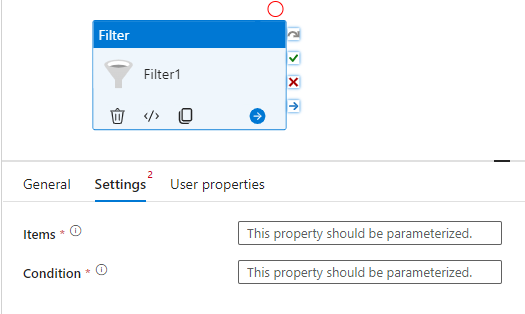 Filter
Filter1
General
Settings 2
User properties
Items *
This property should be parameterized.
Condition *
This property should be parameterized.